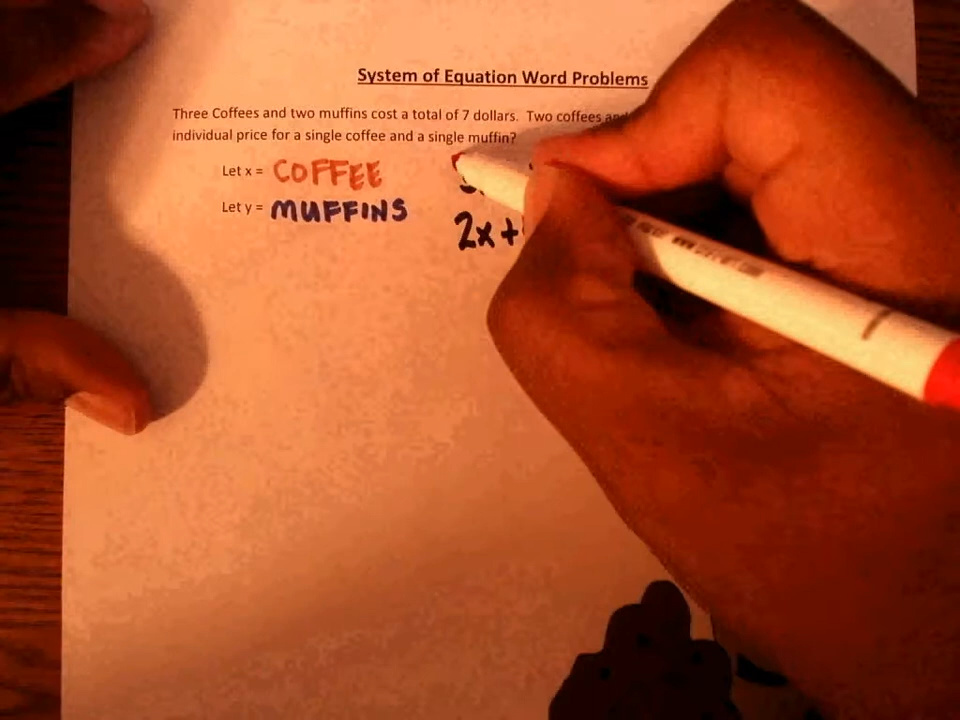 System of Equation Word Problems
Three Coffees and two muffins cost a total of 7 dollars. Two coffees and
individual price for a single coffee and a single muffin?
Let x = COFFEE
Let y = MUFFINS
2x +